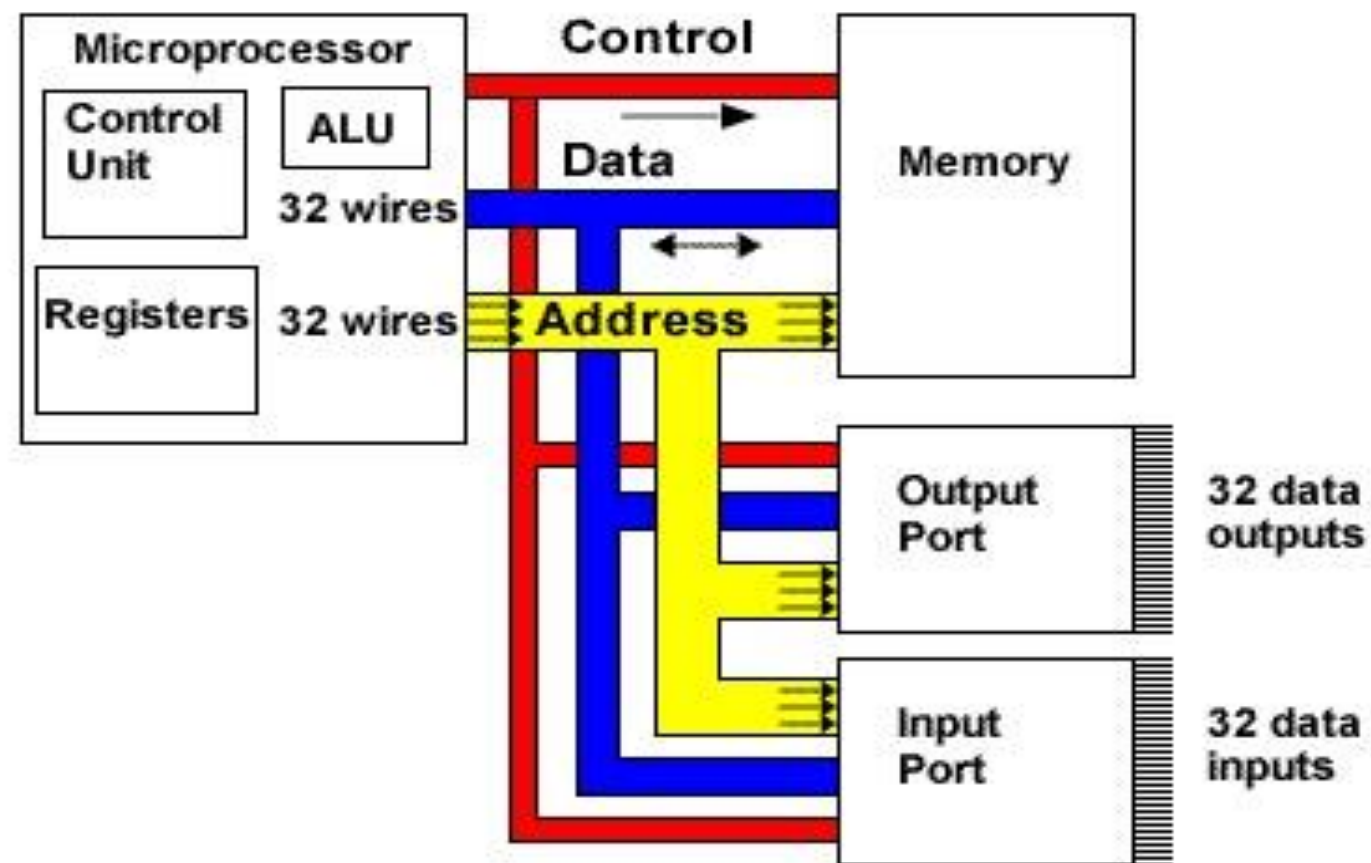 Microprocessor
Control
Unit
ALU
32 wires
Registers
32 wires
Control
Data
Address
Memory
Output
Port
32 data
outputs
Input
Port
32 data
inputs